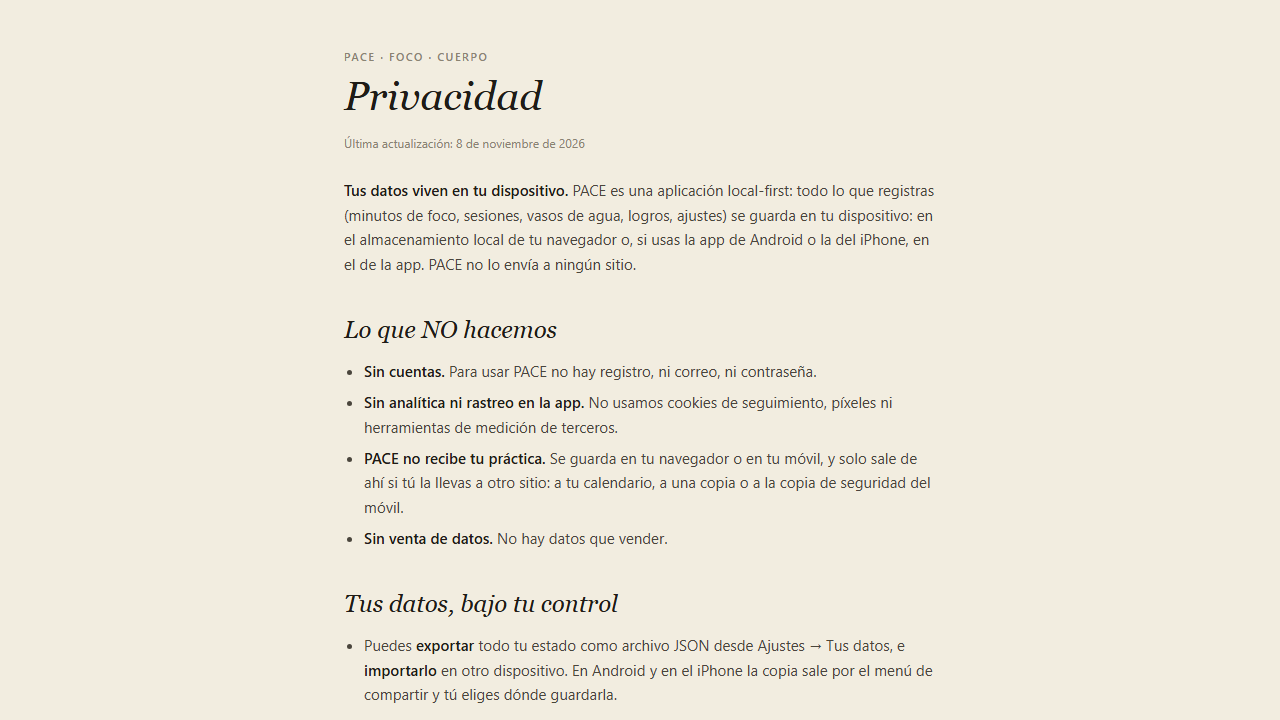 PACE · FOCO · CUERPO
Privacidad
Última actualización: 8 de noviembre de 2026
Tus datos viven en tu dispositivo. PACE es una aplicación local-first: todo lo que registras
(minutos de foco, sesiones, vasos de agua, logros, ajustes) se guarda en tu dispositivo: en
el almacenamiento local de tu navegador o, si usas la app de Android o la del iPhone, en
el de la app. PACE no lo envía a ningún sitio.
Lo que NO hacemos
• Sin cuentas. Para usar PACE no hay registro, ni correo, ni contraseña.
• Sin analítica ni rastreo en la app. No usamos cookies de seguimiento, píxeles ni
herramientas de medición de terceros.
• PACE no recibe tu práctica. Se guarda en tu navegador o en tu móvil, y solo sale de
ahí si tú la llevas a otro sitio: a tu calendario, a una copia o a la copia de seguridad del
móvil.
• Sin venta de datos. No hay datos que vender.
Tus datos, bajo tu control
• Puedes exportar todo tu estado como archivo JSON desde Ajustes → Tus datos, e
importarlo en otro dispositivo. En Android y en el iPhone la copia sale por el menú de
compartir y tú eliges dónde guardarla.